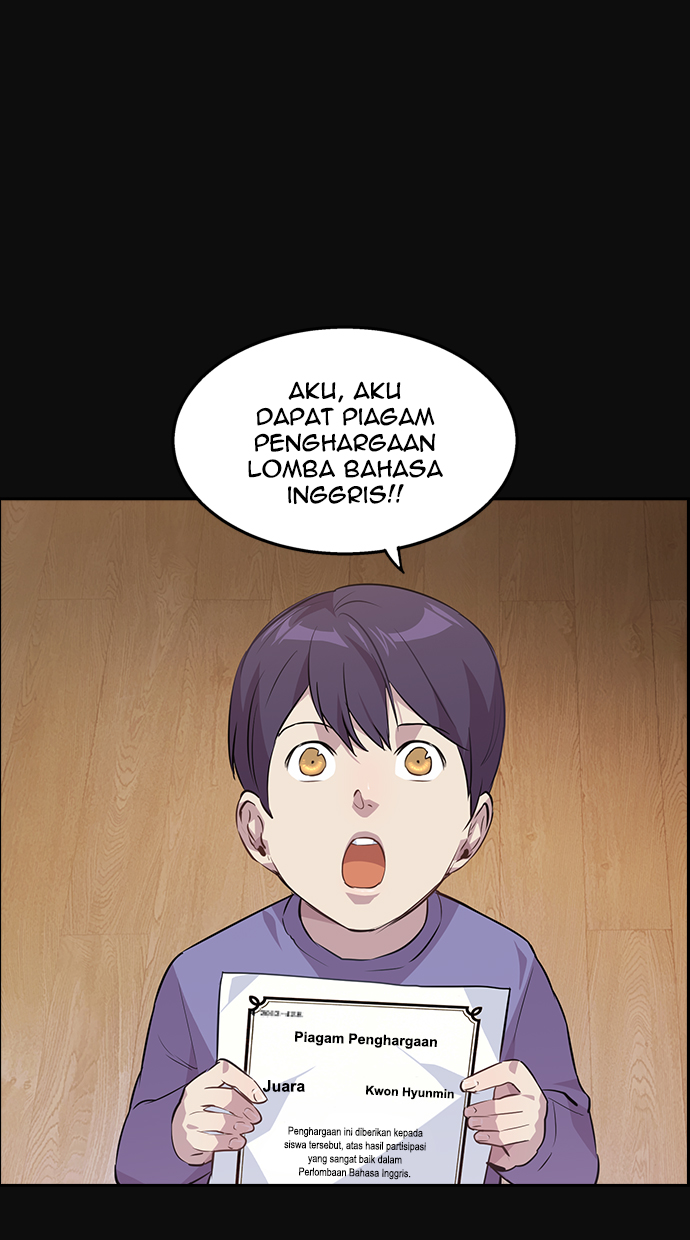 AKU, AKU
DAPAT PIAGAM
PENGHARGAAN
LOMBA BAHASA
INGGRIS!!
Piagam Penghargaan
Juara
Kwon Hyunmin
Penghargaan ini diberikan kepada
siswa tersebut, atas hasil partisipasi
yang sangat baik dalam
Perlombaan Bahasa Inggris.